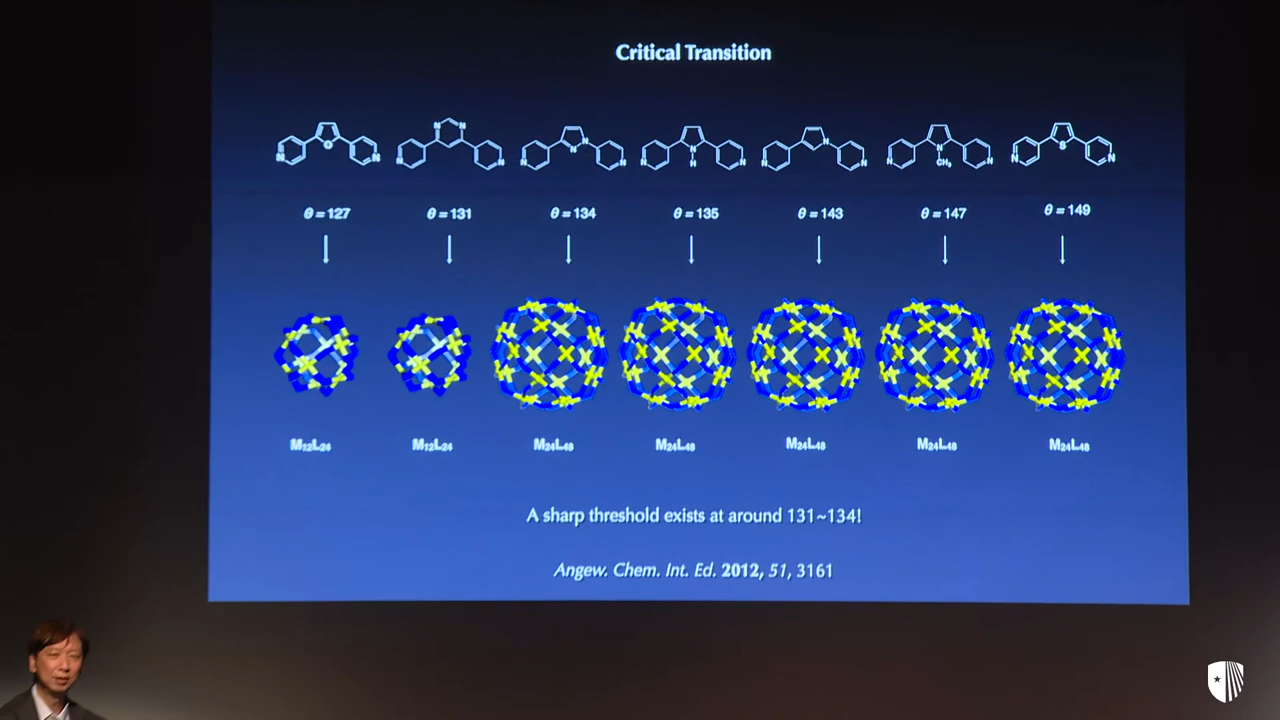 Critical Transition
θ = 127 θ = 131 θ = 134 θ = 135 θ = 143 θ = 147 θ = 149
M₁₂L₂₄ M₁₂L₂₄ M₂₄L₄₈ M₂₄L₄₈ M₂₄L₄₈ M₂₄L₄₈ M₂₄L₄₈
A sharp threshold exists at around 131~134!
Angew. Chem. Int. Ed. 2012, 51, 3161